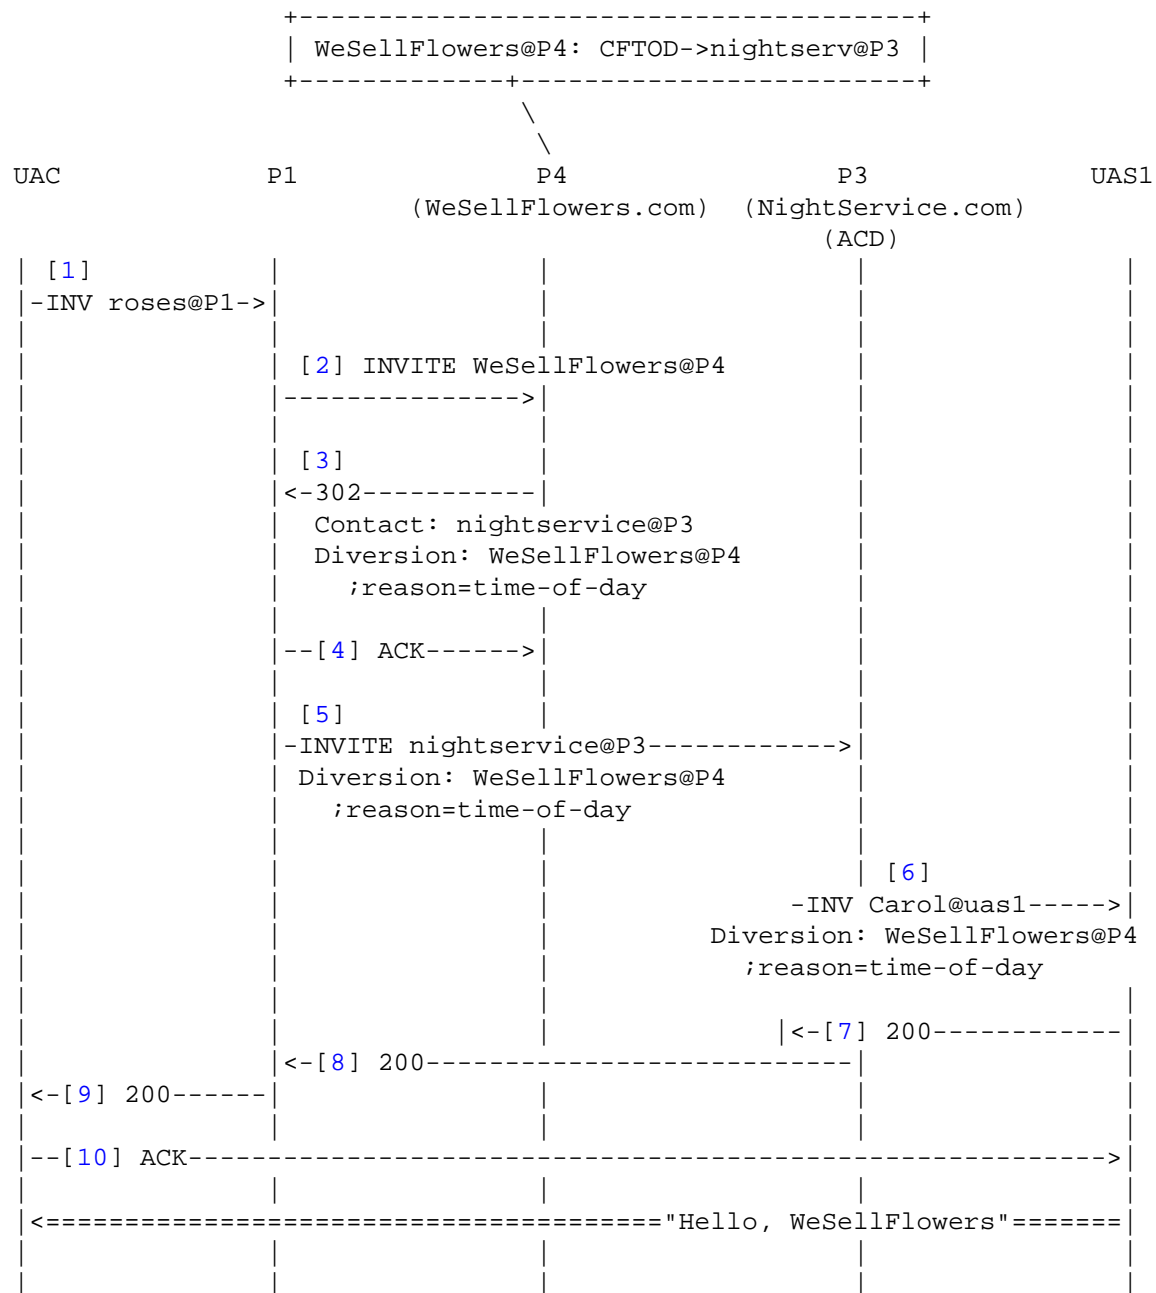 +---------------------------------------+
| WeSellFlowers@P4: CFTOD->nightserv@P3 |
+-------------+-------------------------+
\
\
UAC P1 P4 P3 UAS1
(WeSellFlowers.com) (NightService.com)
(ACD)
| [1] | | | |
|-INV roses@P1->| | | |
| | | | |
| | [2] INVITE WeSellFlowers@P4 | |
| |--------------->| | |
| | | | |
| | [3] | | |
| |<-302-----------| | |
| | Contact: nightservice@P3 | |
| | Diversion: WeSellFlowers@P4 | |
| | ;reason=time-of-day | |
| | | | |
| |--[4] ACK------>| | |
| | | | |
| | [5] | | |
| |-INVITE nightservice@P3------------>| |
| | Diversion: WeSellFlowers@P4 | |
| | ;reason=time-of-day | |
| | | | |
| | | | [6] |
| | | -INV Carol@uas1----->|
| | | Diversion: WeSellFlowers@P4
| | | ;reason=time-of-day
| | | |
| | | |<-[7] 200------------|
| |<-[8] 200---------------------------| |
|<-[9] 200------| | | |
| | | | |
|--[10] ACK---------------------------------------------------------->|
| | | | |
|<========================================"Hello, WeSellFlowers"=======|
| | | | |
| | | | |